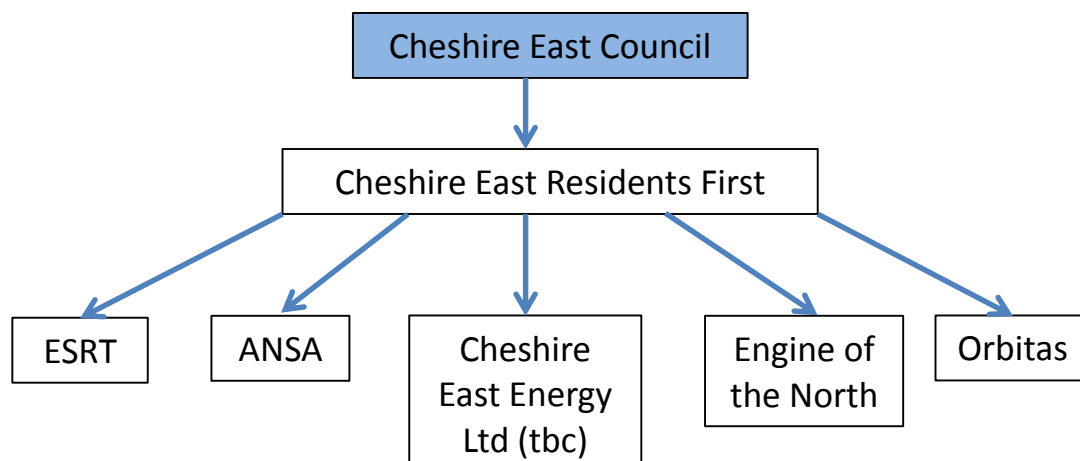 Cheshire East Council
Cheshire East Residents First
ESRT
ANSA
Cheshire
East Energy
Ltd (tbc)
Engine of
the North
Orbitas